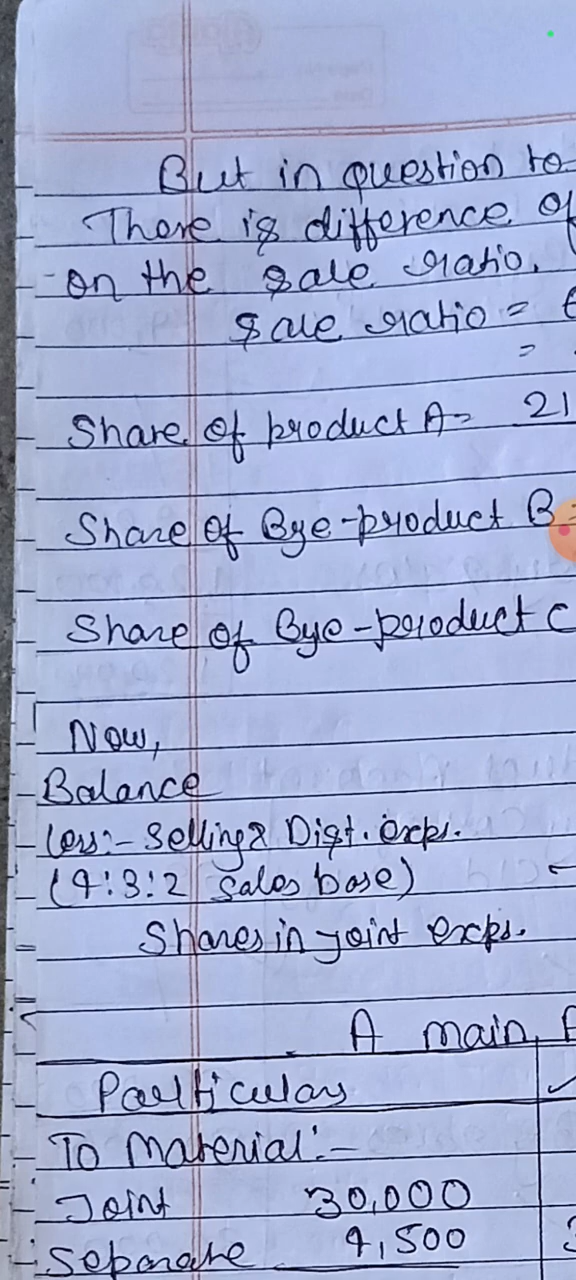 But in question to
There is difference of
on the sale ratio.
sale ratio =
=
Share of product A = 21
Share of Bye-product B =
Share of Bye-product C
Now,
Balance
Less:- Selling & Dist. exps.
(4:3:2 sales base)
Shares in joint exps.
A main
Particulars
To Material:-
Joint 30,000
Separate 4,500